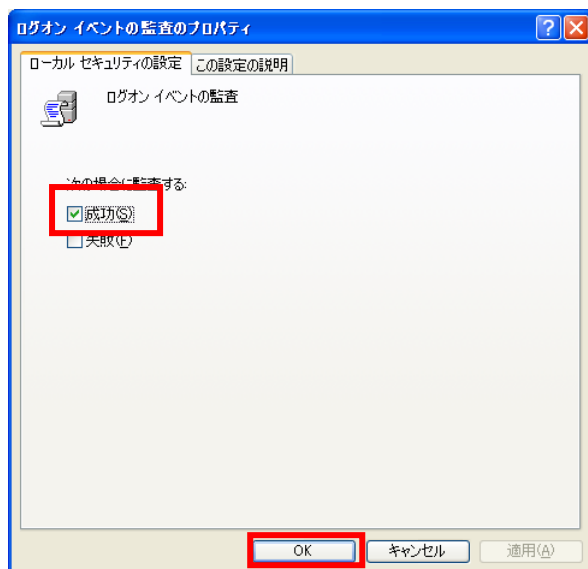 ログオン イベントの監査のプロパティ
ローカル セキュリティの設定 この設定の説明
ログオン イベントの監査
次の場合に監査する:
成功(S)
失敗(F)
OK キャンセル 適用(A)